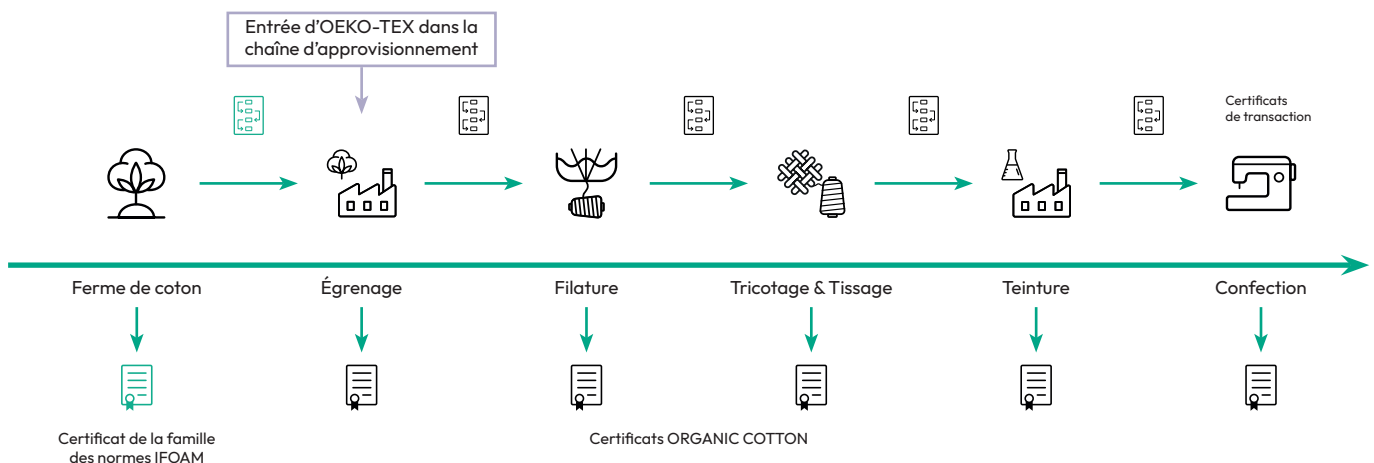 Entrée d’OEKO-TEX dans la
chaîne d’approvisionnement
Certificats
de transaction
Ferme de coton
Égrenage
Filature
Tricotage & Tissage
Teinture
Confection
Certificat de la famille
des normes IFOAM
Certificats ORGANIC COTTON